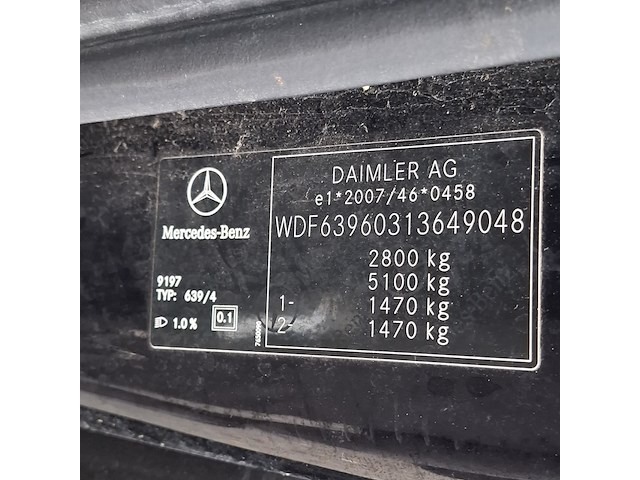 DAIMLER AG
e1*2007/46*0458
WDF63960313649048
2800 kg
5100 kg
1- 1470 kg
2- 1470 kg
Mercedes-Benz
9197
TYP: 639/4
1.0% 0.1